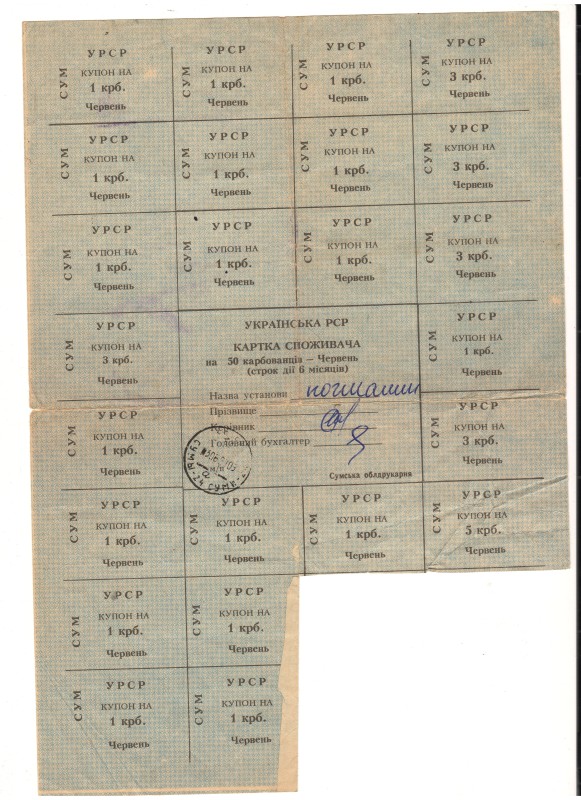 СУМ
УРСР
КУПОН НА
1 крб.
Червень
СУМ
УРСР
КУПОН НА
1 крб.
Червень
СУМ
УРСР
КУПОН НА
1 крб.
Червень
СУМ
УРСР
КУПОН НА
3 крб.
Червень
СУМ
УРСР
КУПОН НА
1 крб.
Червень
СУМ
УРСР
КУПОН НА
1 крб.
Червень
СУМ
УРСР
КУПОН НА
1 крб.
Червень
СУМ
УРСР
КУПОН НА
3 крб.
Червень
СУМ
УРСР
КУПОН НА
1 крб.
Червень
СУМ
УРСР
КУПОН НА
1 крб.
Червень
СУМ
УРСР
КУПОН НА
1 крб.
Червень
СУМ
УРСР
КУПОН НА
3 крб.
Червень
СУМ
УРСР
КУПОН НА
3 крб.
Червень
УКРАЇНСЬКА РСР
КАРТКА СПОЖИВАЧА
на 50 карбованців — Червень
(строк дії 6 місяців)
Назва установи
Прізвище
Керівник
Головний бухгалтер
м/п
Сумська облдрукарня
СУМ
УРСР
КУПОН НА
1 крб.
Червень
СУМ
УРСР
КУПОН НА
1 крб.
Червень
СУМ
УРСР
КУПОН НА
3 крб.
Червень
СУМ
УРСР
КУПОН НА
1 крб.
Червень
СУМ
УРСР
КУПОН НА
1 крб.
Червень
СУМ
УРСР
КУПОН НА
1 крб.
Червень
СУМ
УРСР
КУПОН НА
5 крб.
Червень
СУМ
УРСР
КУПОН НА
1 крб.
Червень
СУМ
УРСР
КУПОН НА
1 крб.
Червень
СУМ
УРСР
КУПОН НА
1 крб.
Червень
СУМ
УРСР
КУПОН НА
1 крб.
Червень